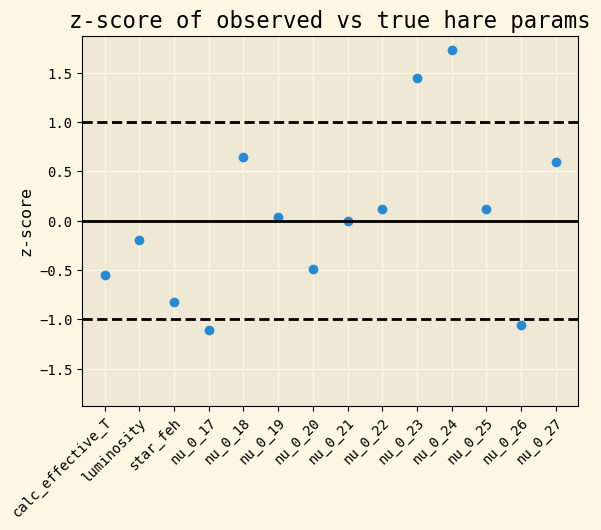 z-score of observed vs true hare params
z-score
1.5
1.0
0.5
0.0
−0.5
−1.0
−1.5
calc_effective_T
luminosity
star_feh
nu_0_17
nu_0_18
nu_0_19
nu_0_20
nu_0_21
nu_0_22
nu_0_23
nu_0_24
nu_0_25
nu_0_26
nu_0_27